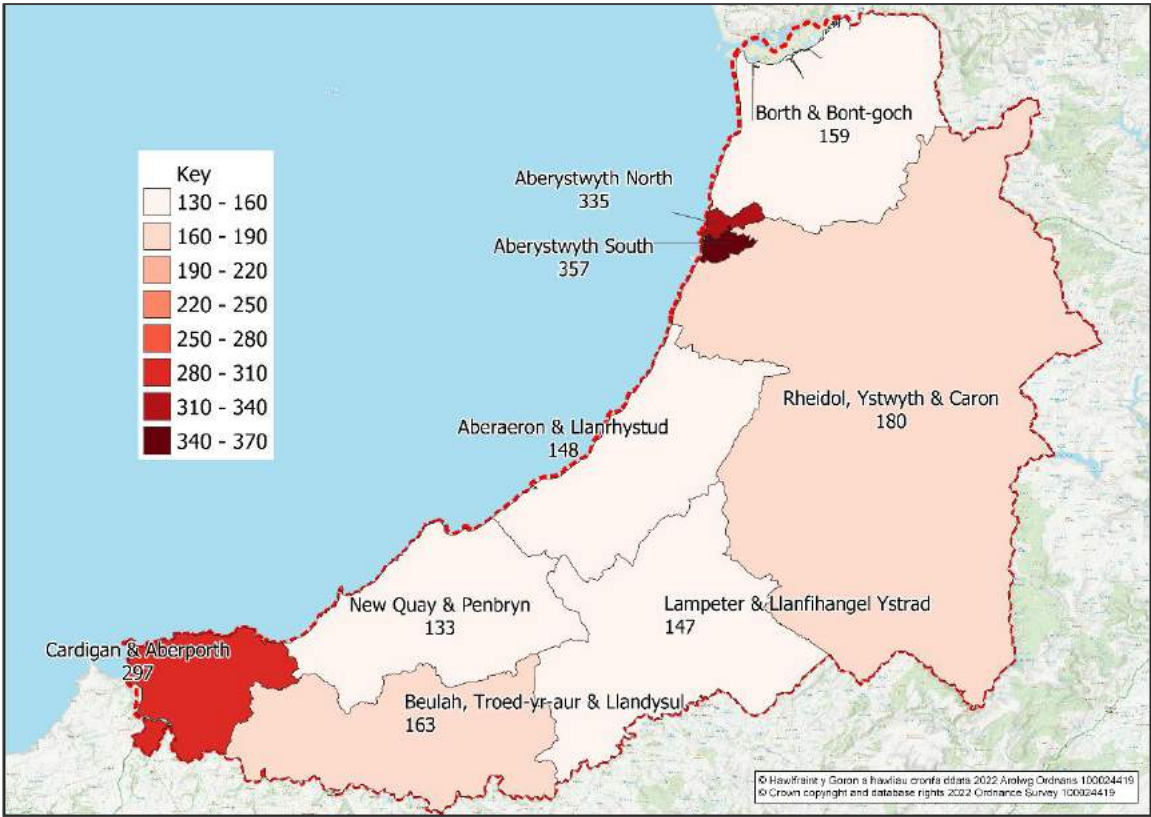 Borth & Bont-goch
159
Aberystwyth North
335
Aberystwyth South
357
Key
130 - 160
160 - 190
190 - 220
220 - 250
250 - 280
280 - 310
310 - 340
340 - 370
Rheidol, Ystwyth & Caron
180
Aberaeron & Llanrhystud
148
New Quay & Penbryn
133
Lampeter & Llanfihangel Ystrad
147
Cardigan & Aberporth
297
Beulah, Troed-yr-aur & Llandysul
163
© Hawlfraint y Goron a hawliau cronfa ddata 2022 Arolwg Ordnans 100024419
© Crown copyright and database rights 2022 Ordnance Survey 100024419